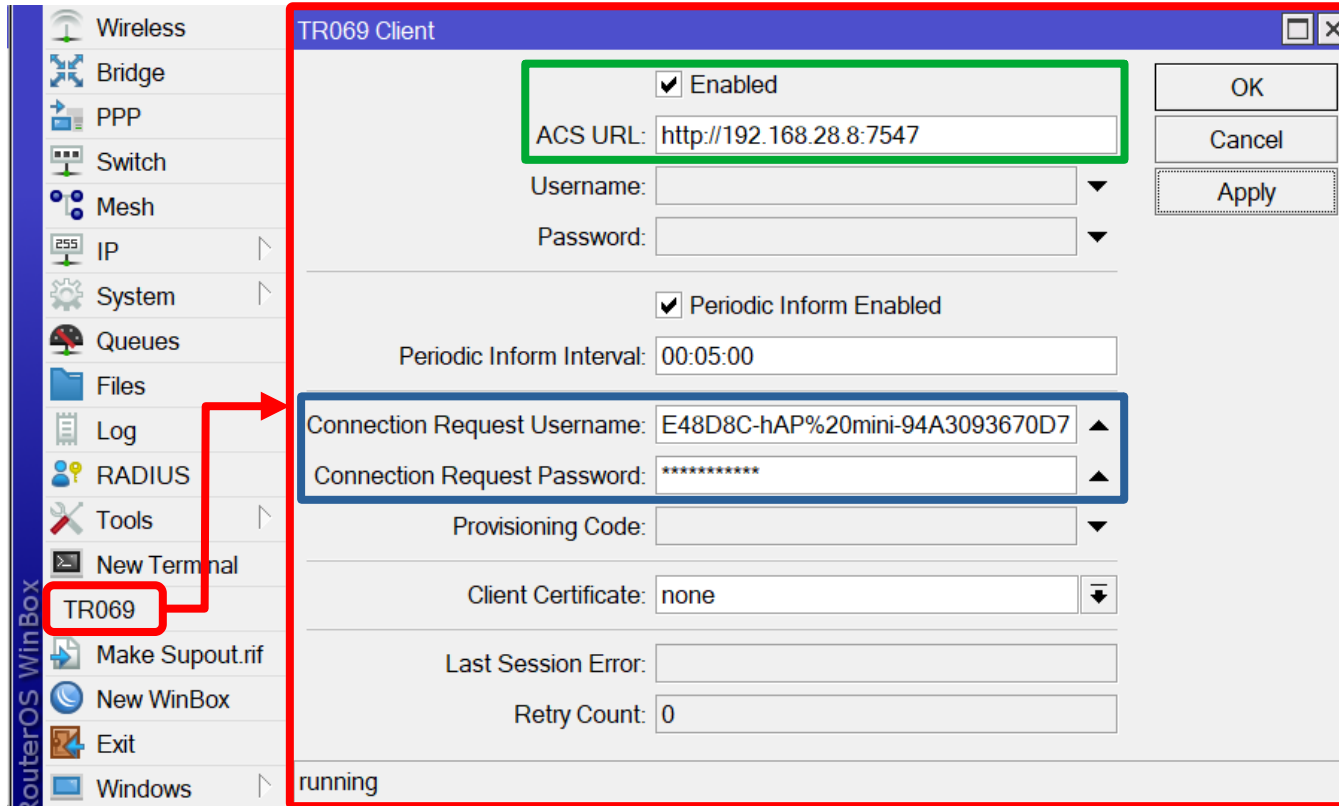 Wireless
Bridge
PPP
Switch
Mesh
255
IP
System
Queues
Files
Log
RADIUS
Tools
New Terminal
TR069
Make Supout.rif
New WinBox
Exit
Windows
RouterOS WinBox
TR069 Client
Enabled
ACS URL: http://192.168.28.8:7547
Username:
Password:
Periodic Inform Enabled
Periodic Inform Interval: 00:05:00
Connection Request Username: E48D8C-hAP%20mini-94A3093670D7
Connection Request Password: ***********
Provisioning Code:
Client Certificate: none
Last Session Error:
Retry Count: 0
running
OK
Cancel
Apply